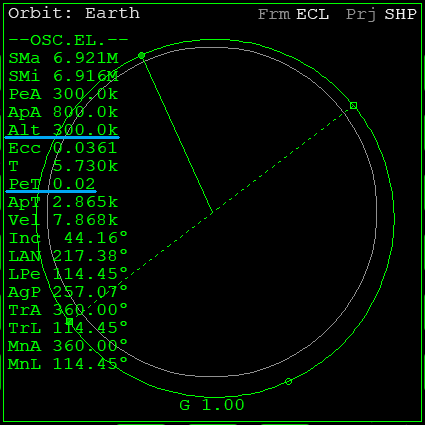 Orbit: Earth Frm ECL Prj SHP
--OSC.EL.--
SMa 6.921M
SMi 6.916M
PeA 300.0k
ApA 800.0k
Alt 300.0k
Ecc 0.0361
T 5.730k
PeT 0.02
ApT 2.865k
Vel 7.868k
Inc 44.16°
LAN 217.38°
LPe 114.45°
AgP 257.07°
TrA 360.00°
TrL 114.45°
MnA 360.00°
MnL 114.45°
G 1.00